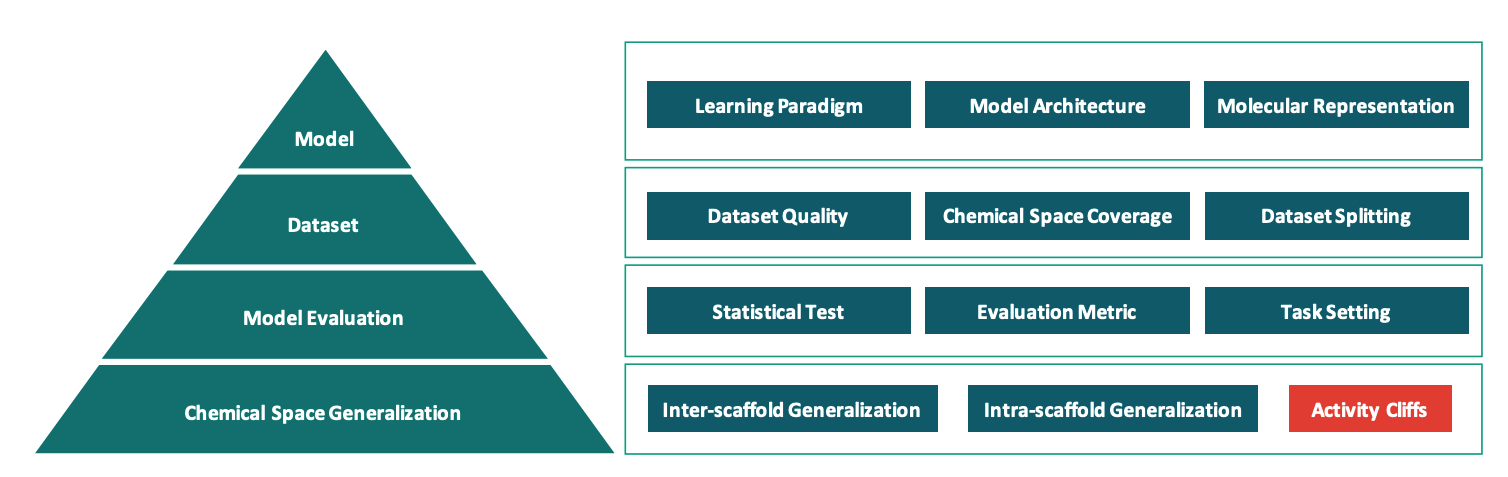 Model
Learning Paradigm
Model Architecture
Molecular Representation
Dataset
Dataset Quality
Chemical Space Coverage
Dataset Splitting
Model Evaluation
Statistical Test
Evaluation Metric
Task Setting
Chemical Space Generalization
Inter-scaffold Generalization
Intra-scaffold Generalization
Activity Cliffs